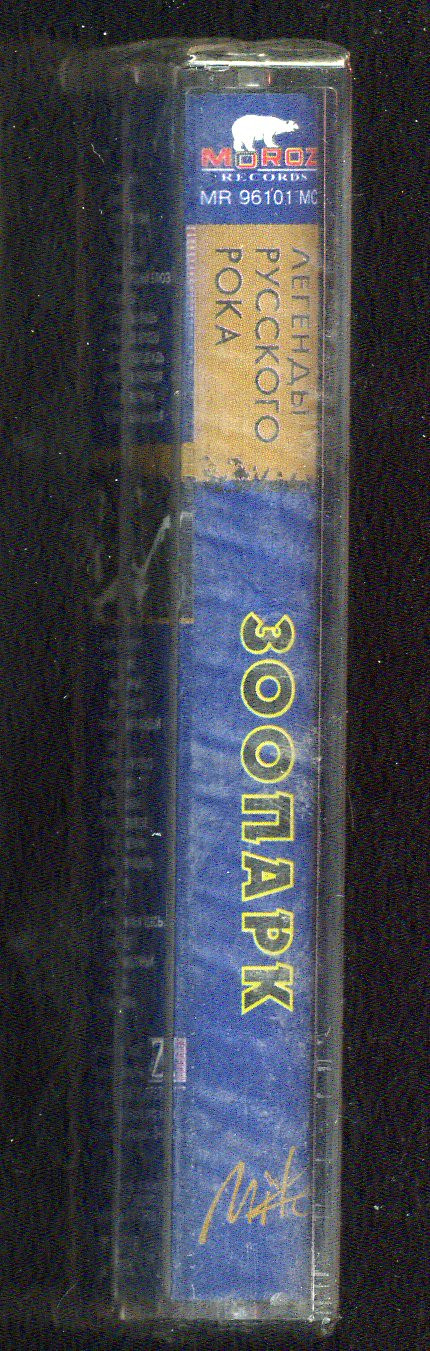 MOROZ
RECORDS
MR 96101 MC
ЛЕГЕНДЫ
РУССКОГО
РОКА
ЗООПАРК